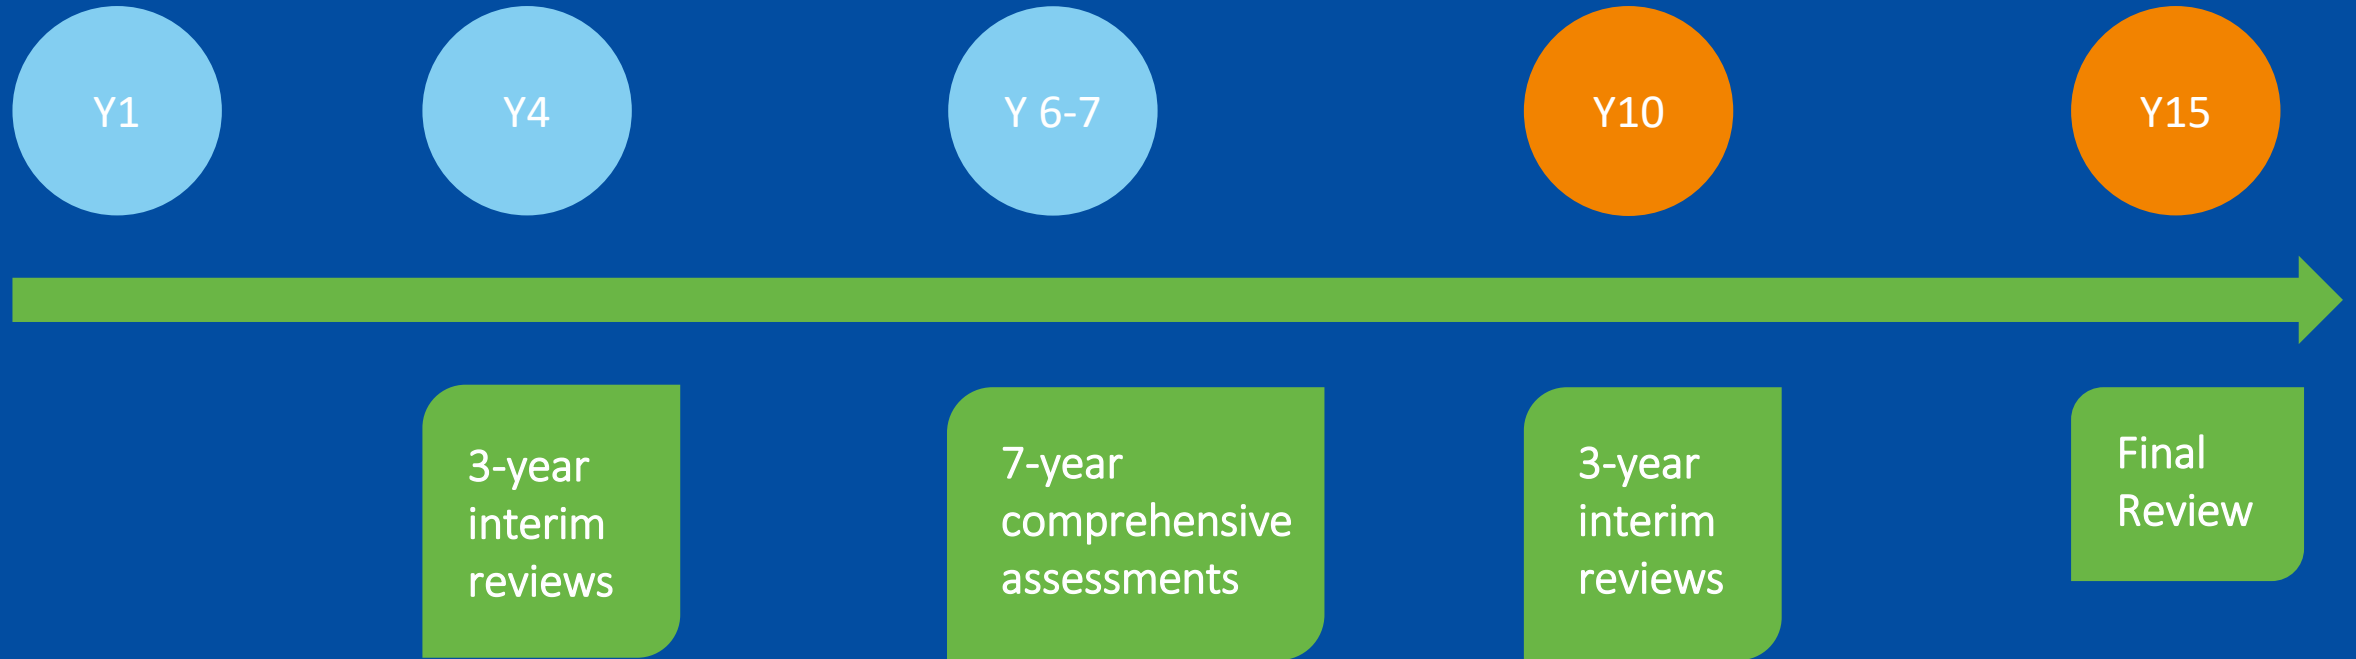 Y1
Y4
Y 6-7
Y10
Y15
3-year
interim
reviews
7-year
comprehensive
assessments
3-year
interim
reviews
Final
Review